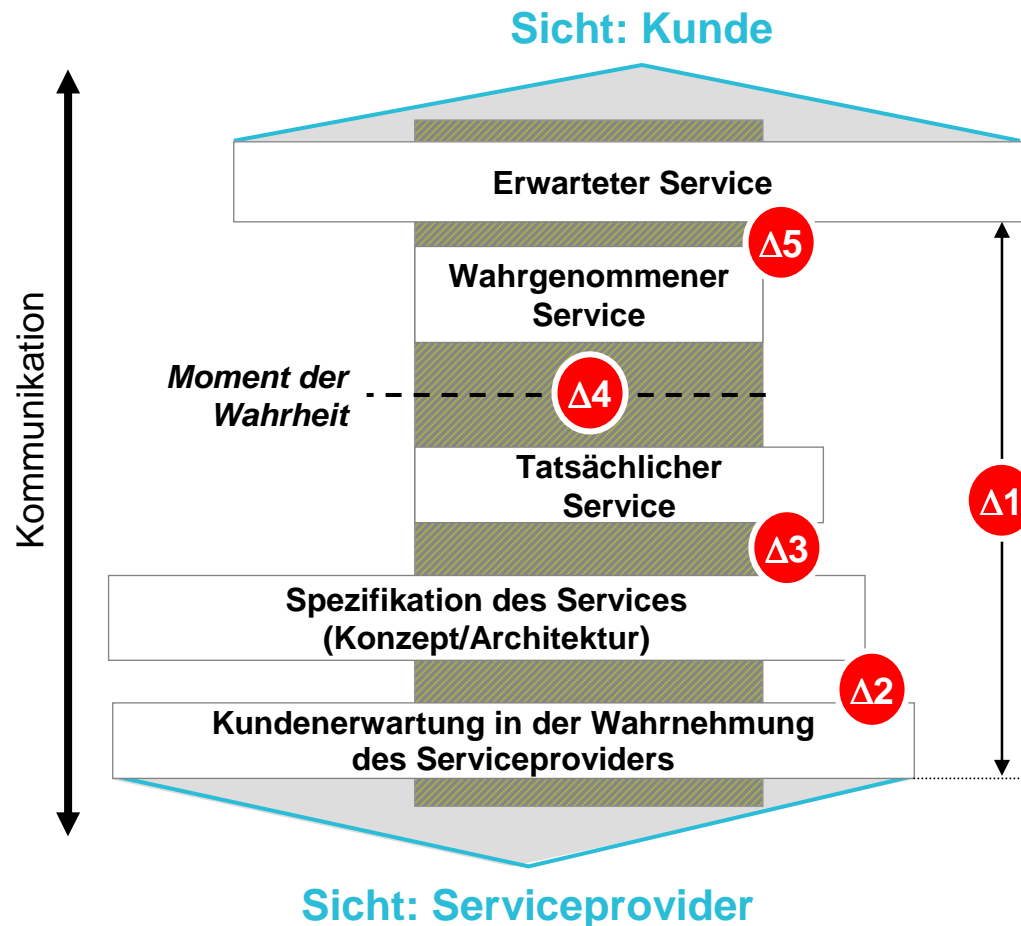 Sicht: Kunde
Kommunikation
Erwarteter Service
Δ5
Wahrgenommener
Service
Moment der
Wahrheit
Δ4
Tatsächlicher
Service
Δ1
Δ3
Spezifikation des Services
(Konzept/Architektur)
Δ2
Kundenerwartung in der Wahrnehmung
des Serviceproviders
Sicht: Serviceprovider